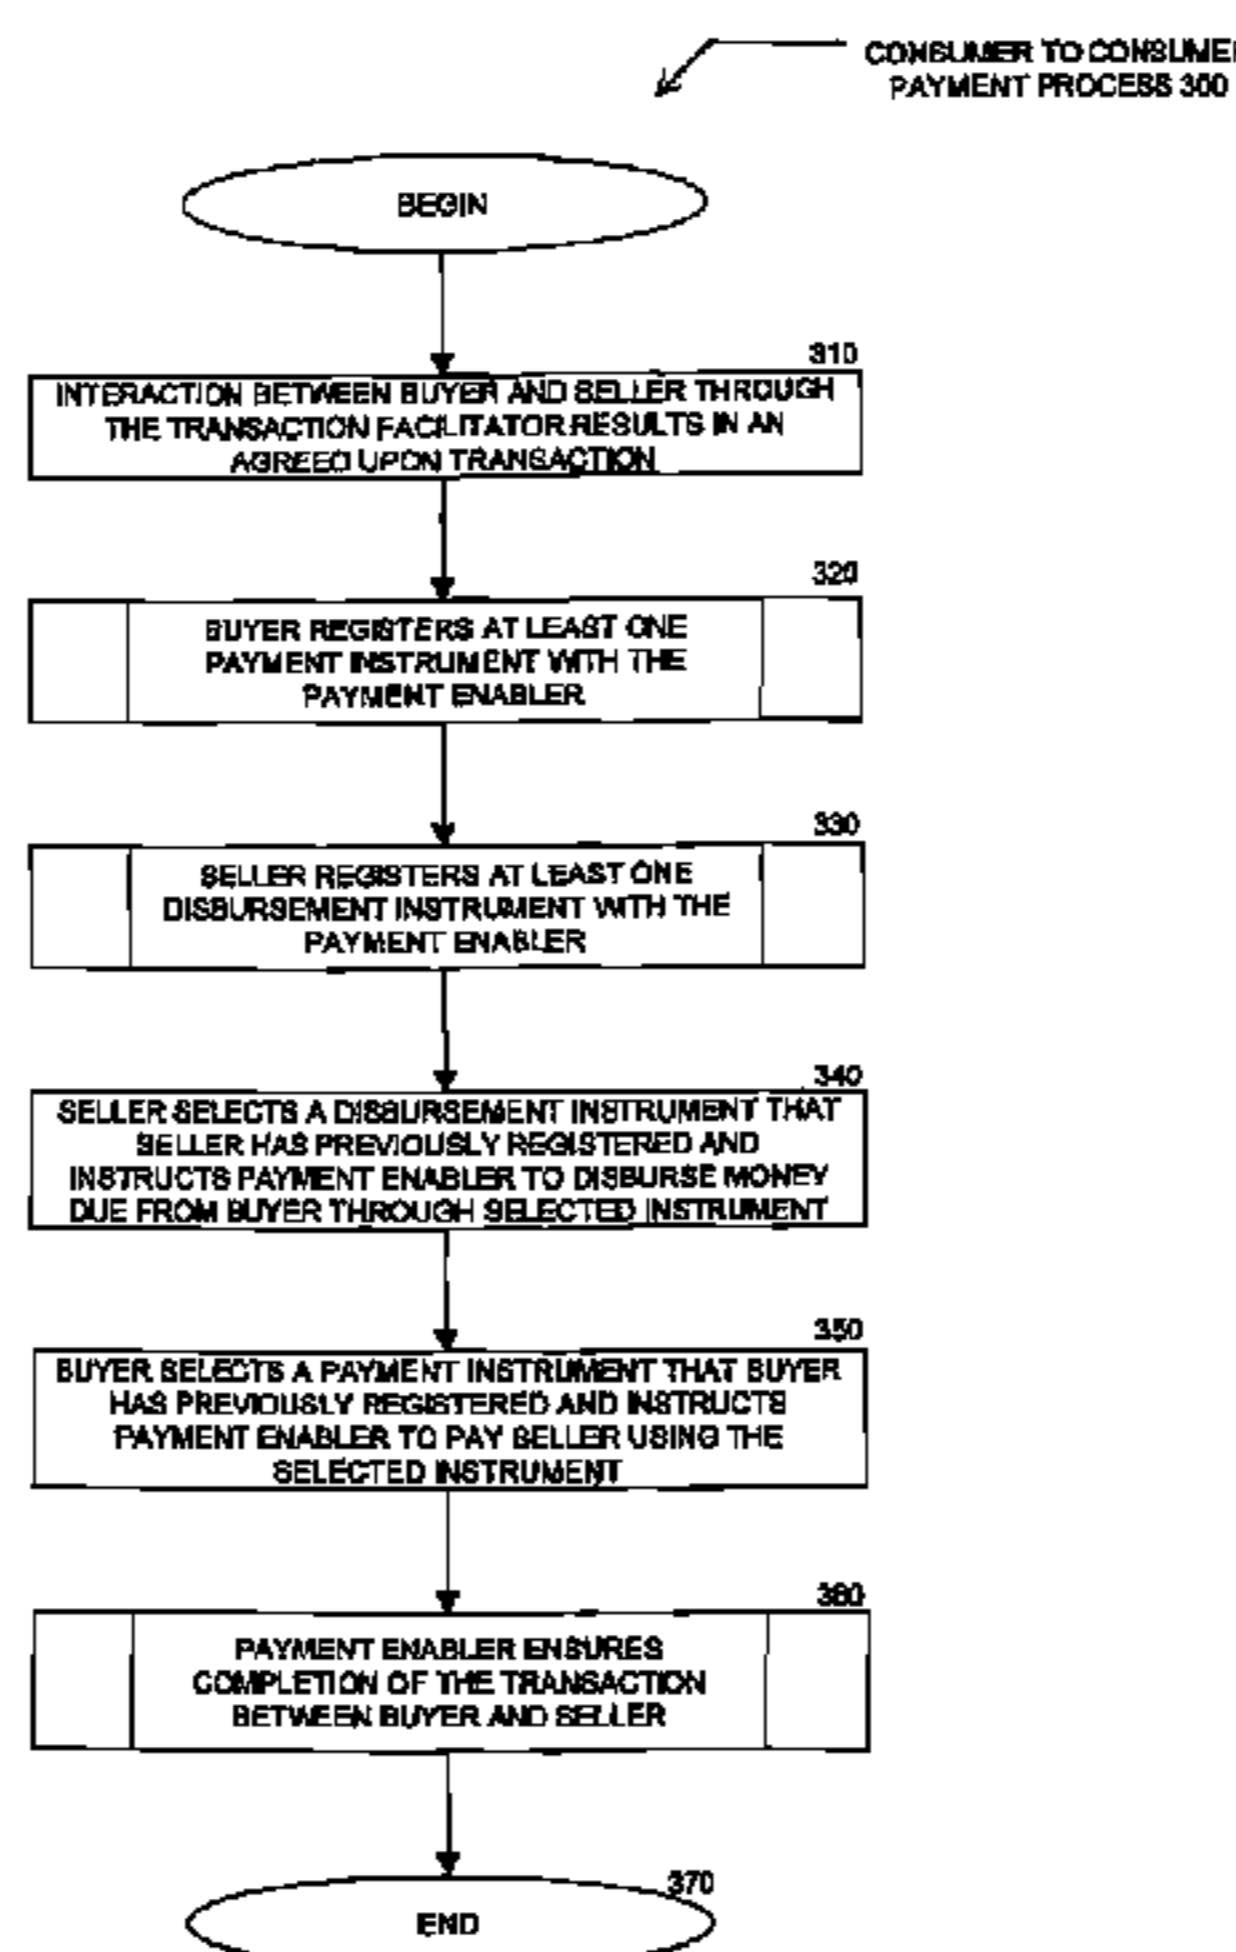 CONSUMER TO CONSUMER
PAYMENT PROCESS 300
BEGIN
310
INTERACTION BETWEEN BUYER AND SELLER THROUGH
THE TRANSACTION FACILITATOR RESULTS IN AN
AGREED UPON TRANSACTION
320
BUYER REGISTERS AT LEAST ONE
PAYMENT INSTRUMENT WITH THE
PAYMENT ENABLER
330
SELLER REGISTERS AT LEAST ONE
DISBURSEMENT INSTRUMENT WITH THE
PAYMENT ENABLER
340
SELLER SELECTS A DISBURSEMENT INSTRUMENT THAT
SELLER HAS PREVIOUSLY REGISTERED AND
INSTRUCTS PAYMENT ENABLER TO DISBURSE MONEY
DUE FROM BUYER THROUGH SELECTED INSTRUMENT
350
BUYER SELECTS A PAYMENT INSTRUMENT THAT BUYER
HAS PREVIOUSLY REGISTERED AND INSTRUCTS
PAYMENT ENABLER TO PAY SELLER USING THE
SELECTED INSTRUMENT
360
PAYMENT ENABLER ENSURES
COMPLETION OF THE TRANSACTION
BETWEEN BUYER AND SELLER
370
END